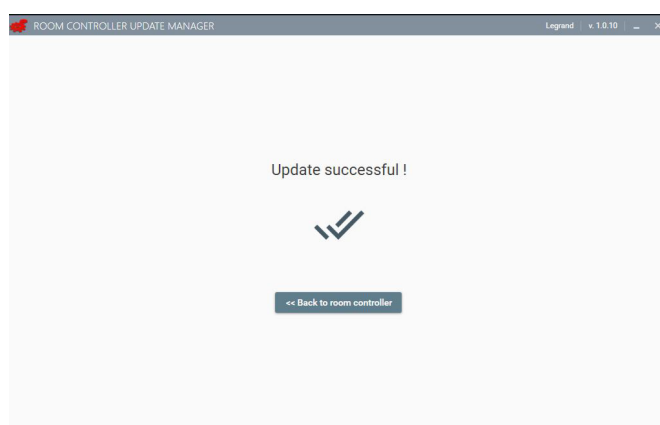 ROOM CONTROLLER UPDATE MANAGER Legrand v. 1.0.10
Update successful !
<< Back to room controller